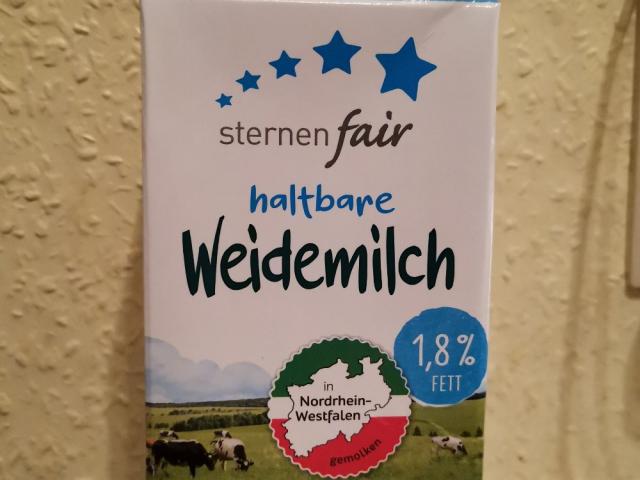 sternen fair
haltbare
Weidemilch
1,8 %
FETT
in
Nordrhein-
Westfalen
gemolken